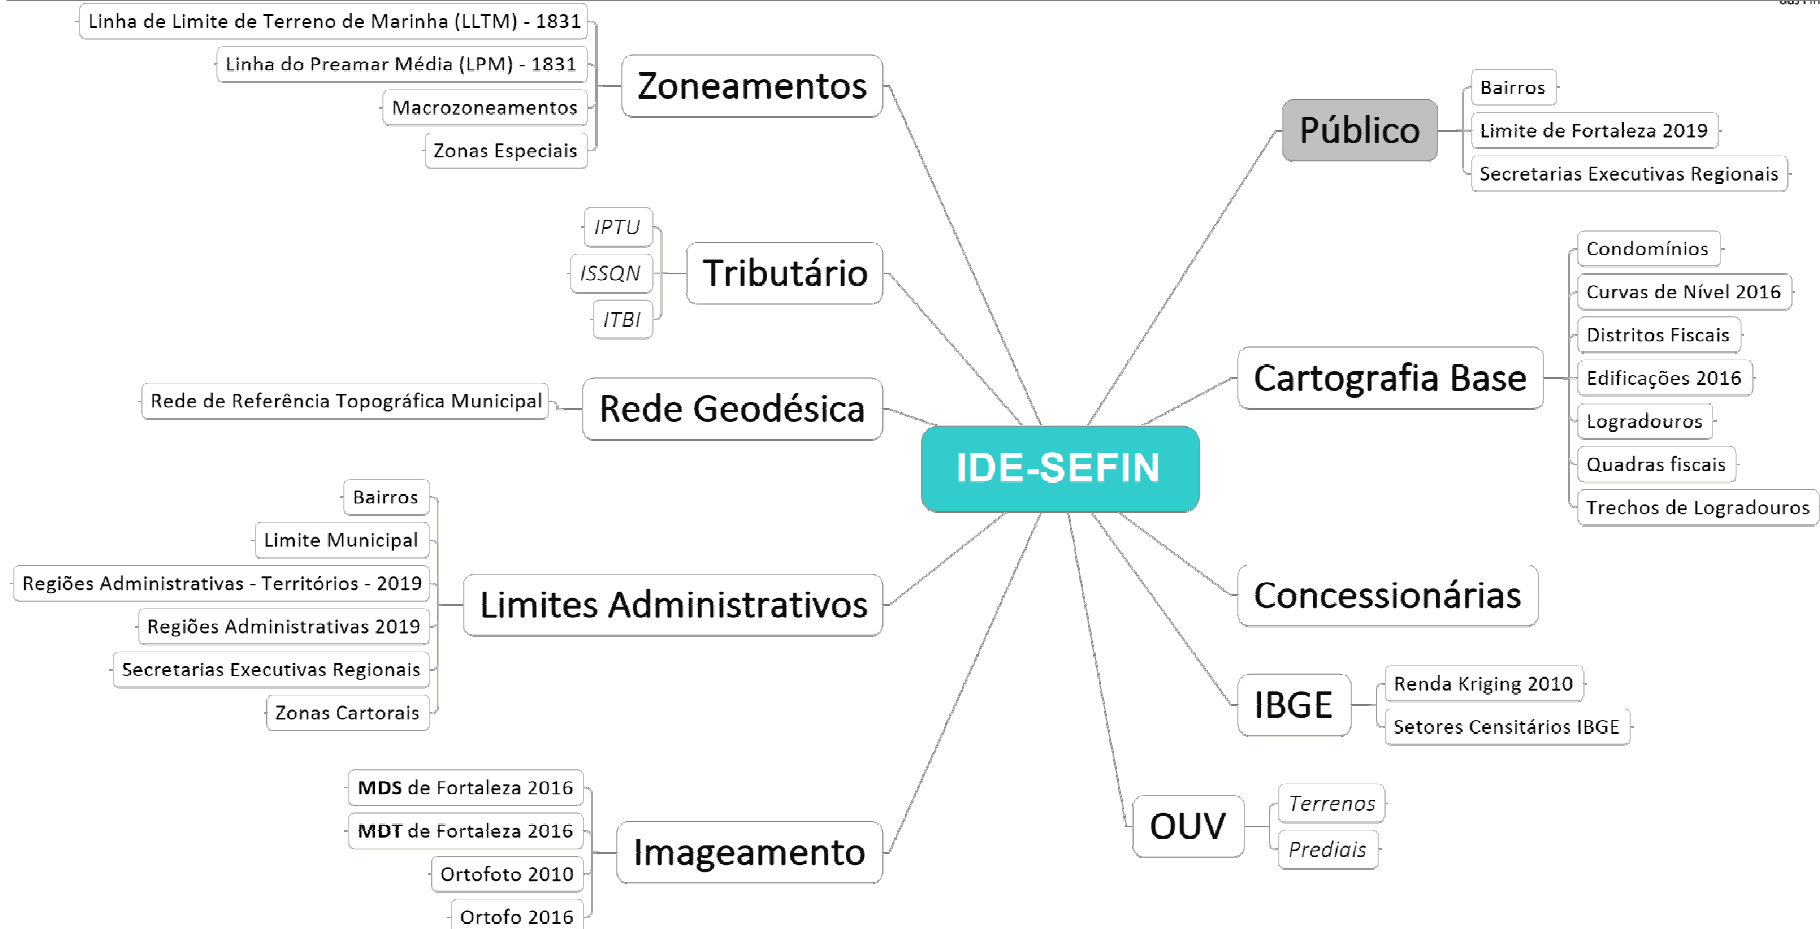 Linha de Limite de Terreno de Marinha (LLTM) - 1831
Linha do Preamar Média (LPM) - 1831
Macrozoneamentos
Zonas Especiais
Zoneamentos
IPTU
ISSQN
ITBI
Tributário
Rede de Referência Topográfica Municipal
Rede Geodésica
Bairros
Limite Municipal
Regiões Administrativas - Territórios - 2019
Regiões Administrativas 2019
Secretarias Executivas Regionais
Zonas Cartorais
Limites Administrativos
MDS de Fortaleza 2016
MDT de Fortaleza 2016
Ortofoto 2010
Ortofo 2016
Imageamento
IDE-SEFIN
Público
Bairros
Limite de Fortaleza 2019
Secretarias Executivas Regionais
Cartografia Base
Condomínios
Curvas de Nível 2016
Distritos Fiscais
Edificações 2016
Logradouros
Quadras fiscais
Trechos de Logradouros
Concessionárias
IBGE
Renda Kriging 2010
Setores Censitários IBGE
OUV
Terrenos
Prediais